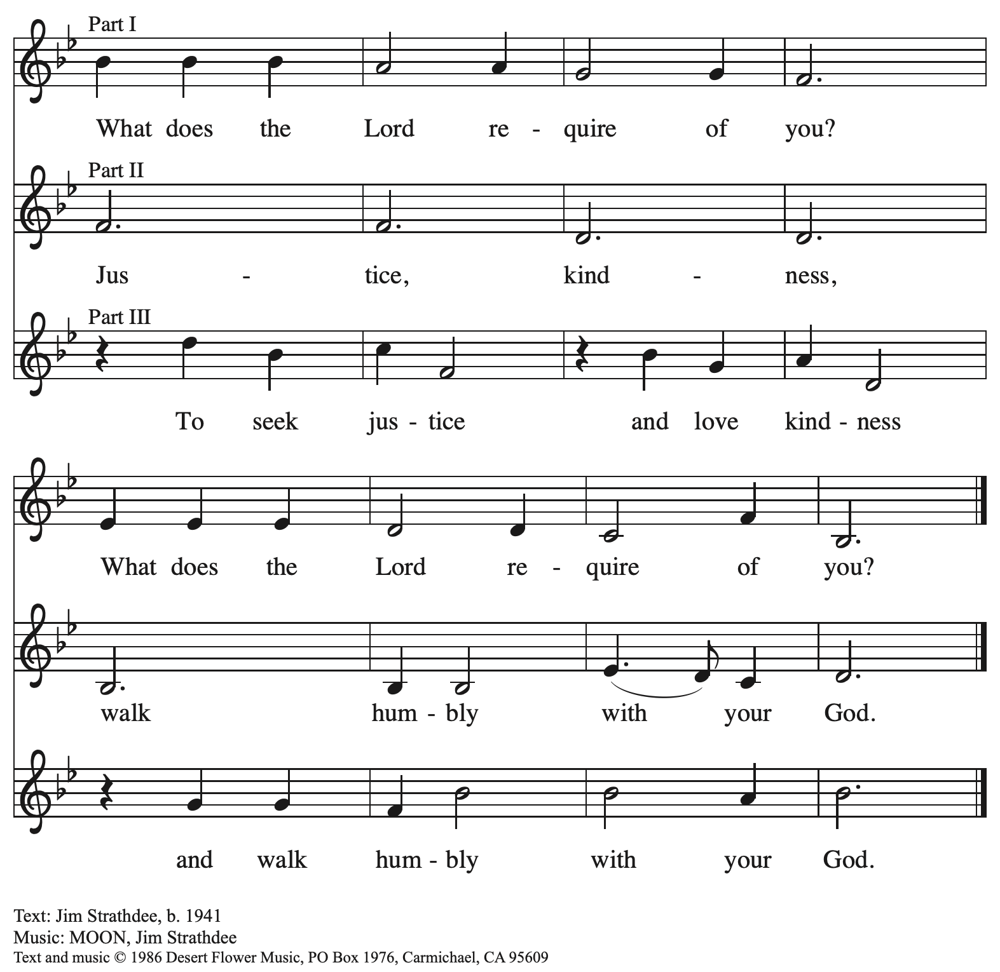 Part I
What does the Lord re - quire of you?
Part II
Jus - tice, kind - ness,
Part III
To seek jus - tice and love kind - ness
What does the Lord re - quire of you?
walk hum - bly with your God.
and walk hum - bly with your God.
Text: Jim Strathdee, b. 1941
Music: MOON, Jim Strathdee
Text and music © 1986 Desert Flower Music, PO Box 1976, Carmichael, CA 95609